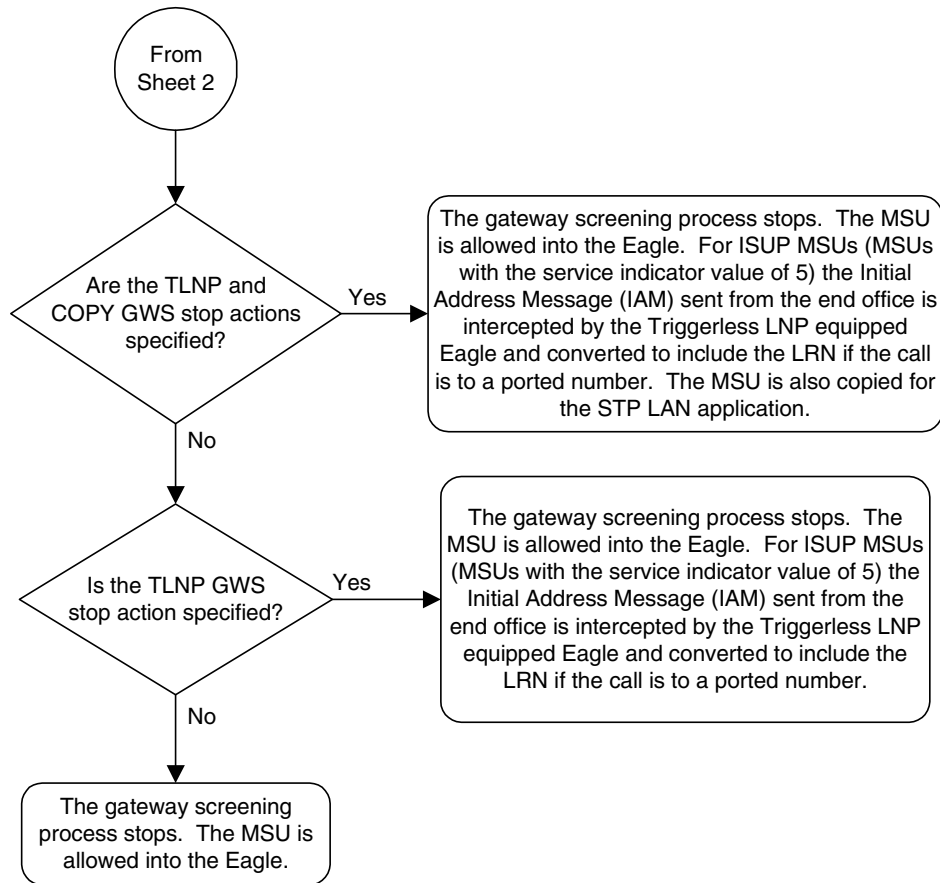 From
Sheet 2
Are the TLNP and
COPY GWS stop actions
specified?
Yes
The gateway screening process stops. The MSU
is allowed into the Eagle. For ISUP MSUs (MSUs
with the service indicator value of 5) the Initial
Address Message (IAM) sent from the end office is
intercepted by the Triggerless LNP equipped
Eagle and converted to include the LRN if the call
is to a ported number. The MSU is also copied for
the STP LAN application.
No
Is the TLNP GWS
stop action specified?
Yes
The gateway screening process stops. The
MSU is allowed into the Eagle. For ISUP MSUs
(MSUs with the service indicator value of 5) the
Initial Address Message (IAM) sent from the
end office is intercepted by the Triggerless LNP
equipped Eagle and converted to include the
LRN if the call is to a ported number.
No
The gateway screening
process stops. The MSU is
allowed into the Eagle.